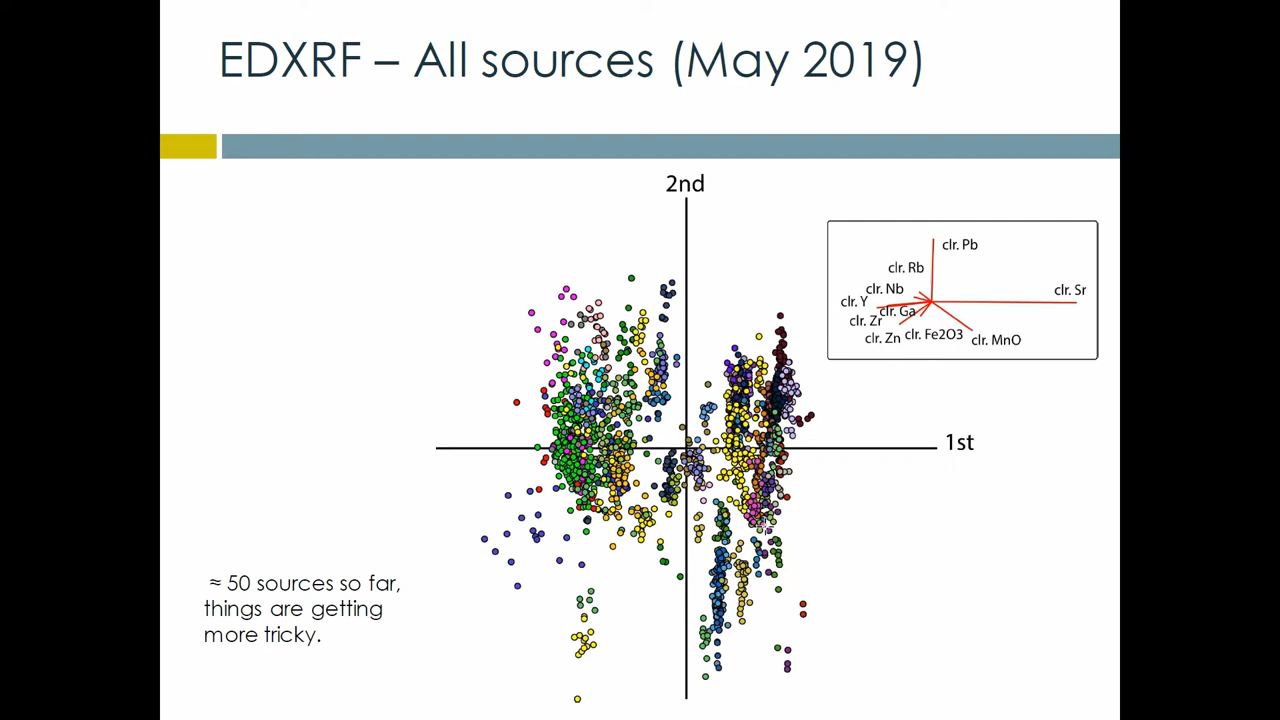 EDXRF – All sources (May 2019)
2nd
clr. Pb
clr. Rb
clr. Nb
clr. Sr
clr. Y
clr. Ga
clr. Zr
clr. Zn
clr. Fe2O3
clr. MnO
1st
≈ 50 sources so far,
things are getting
more tricky.